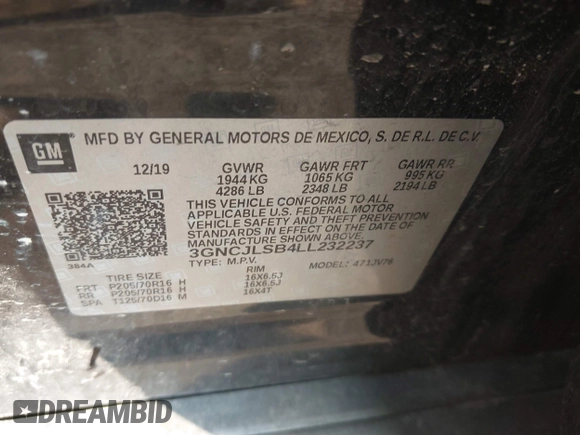 GM
MFD BY GENERAL MOTORS DE MEXICO, S. DE R.L. DE C.V.
12/19 GVWR GAWR FRT GAWR RR
1944 KG 1065 KG 995 KG
4286 LB 2348 LB 2194 LB
THIS VEHICLE CONFORMS TO ALL
APPLICABLE U.S. FEDERAL MOTOR
VEHICLE SAFETY AND THEFT PREVENTION
STANDARDS IN EFFECT ON THE DATE OF
MANUFACTURE SHOWN ABOVE.
3GNCJLSB4LL232237
384A TYPE: M.P.V. MODEL: 471JV76
TIRE SIZE RIM
FRT P205/70R16 H 16X6.5J
RR P205/70R16 H 16X6.5J
SPA T125/70D16 M 16X4T
DREAMBID